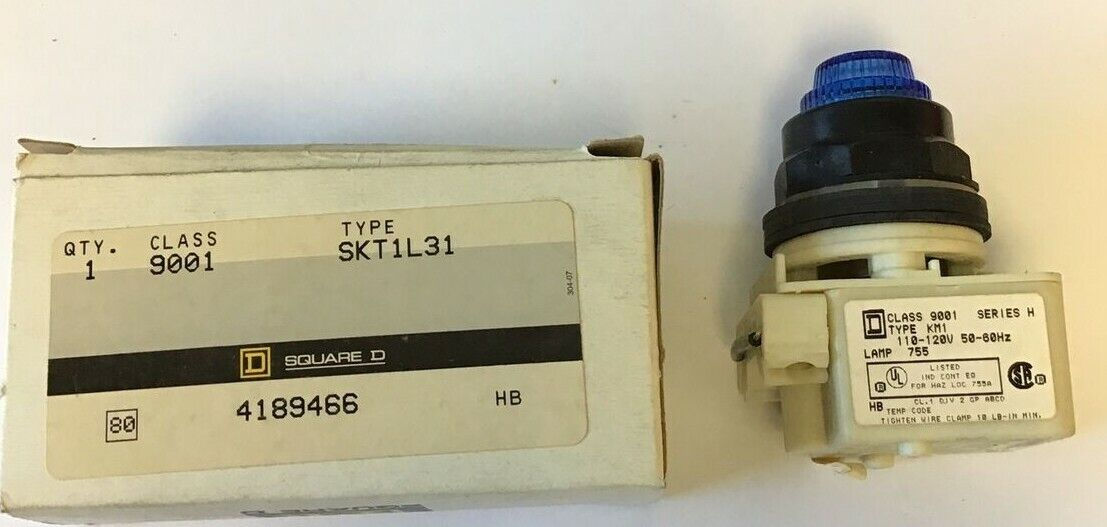 QTY. CLASS TYPE
1 9001 SKT1L31
304-07
D SQUARE D
80 4189466 HB
D CLASS 9001 SERIES H
TYPE KM1
110-120V 50-60Hz
LAMP 755
LISTED
UL IND CONT EQ
FOR HAZ LOC 755A
CL.1 DIV 2 GP ABCD
HB TEMP CODE
TIGHTEN WIRE CLAMP 10 LB-IN MIN.
SQUARE D